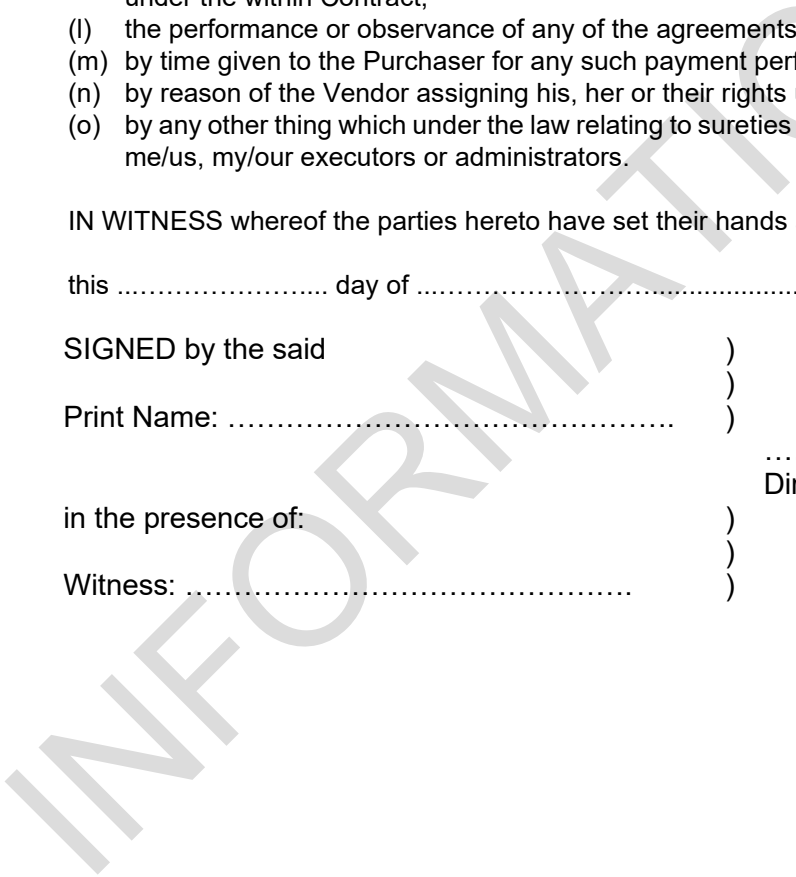 under the within Contract;
(l) the performance or observance of any of the agreements
(m) by time given to the Purchaser for any such payment
(n) by reason of the Vendor assigning his, her or their rights
(o) by any other thing which under the law relating to sureties
me/us, my/our executors or administrators.
IN WITNESS whereof the parties hereto have set their hands
this ........................... day of .....................................................
SIGNED by the said )
)
Print Name: ………………………………………. )
…
in the presence of: )
)
Witness: ………………………………………. )